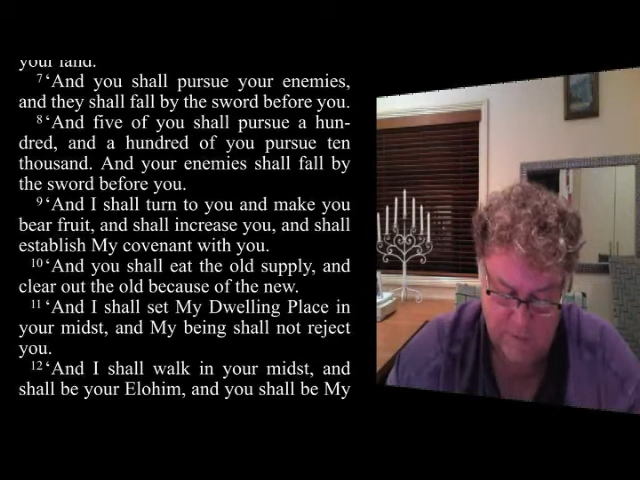 your land.
7 ‘And you shall pursue your enemies,
and they shall fall by the sword before you.
8 ‘And five of you shall pursue a hun-
dred, and a hundred of you pursue ten
thousand. And your enemies shall fall by
the sword before you.
9 ‘And I shall turn to you and make you
bear fruit, and shall increase you, and shall
establish My covenant with you.
10 ‘And you shall eat the old supply, and
clear out the old because of the new.
11 ‘And I shall set My Dwelling Place in
your midst, and My being shall not reject
you.
12 ‘And I shall walk in your midst, and
shall be your Elohim, and you shall be My